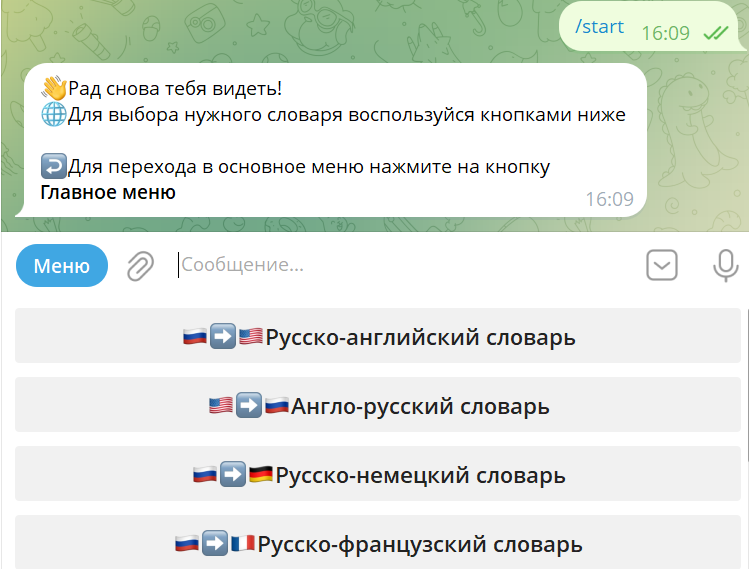 /start 16:09
👋Рад снова тебя видеть!
🌐Для выбора нужного словаря воспользуйся кнопками ниже
↩️Для перехода в основное меню нажмите на кнопку
Главное меню
16:09
Меню
Сообщение...
🇷🇺➡️🇺🇸Русско-английский словарь
🇺🇸➡️🇷🇺Англо-русский словарь
🇷🇺➡️🇩🇪Русско-немецкий словарь
🇷🇺➡️🇫🇷Русско-французский словарь